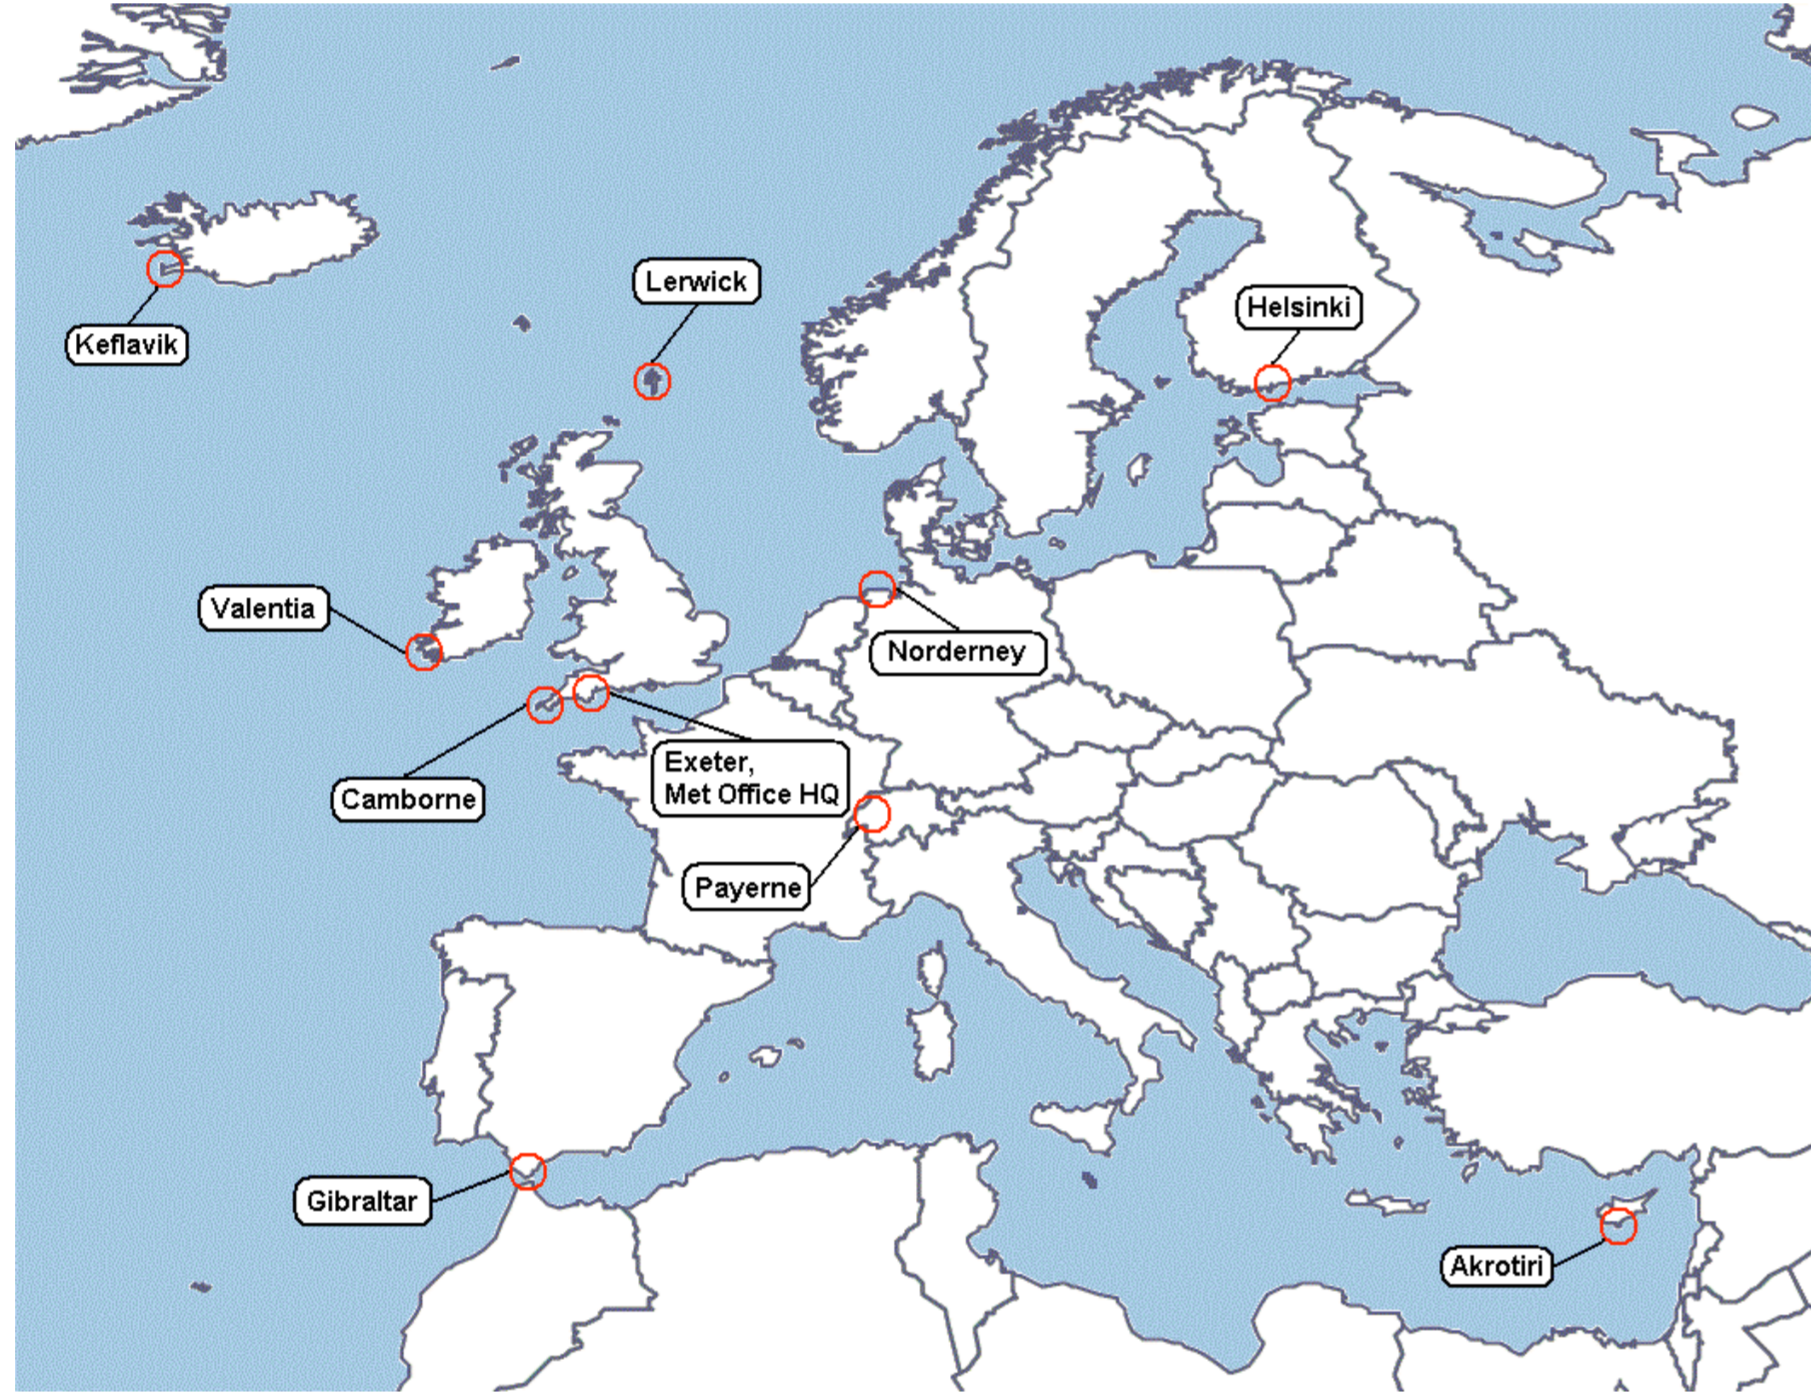 Lerwick
Helsinki
Keflavik
Valentia
Norderney
Camborne
Exeter,
Met Office HQ
Payerne
Gibraltar
Akrotiri